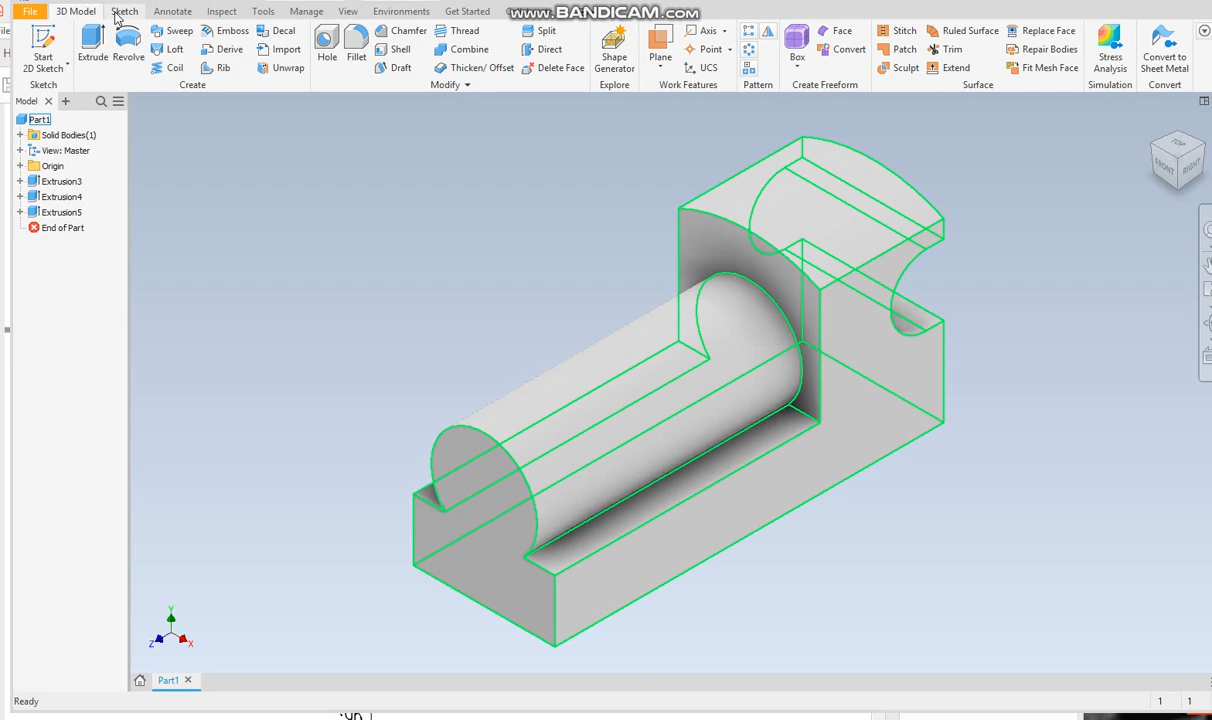 File 3D Model Sketch Annotate Inspect Tools Manage View Environments Get Started www.BANDICAM.com
Start 2D Sketch
Extrude Revolve
Sweep Emboss Decal
Loft Derive Import
Coil Rib Unwrap
Hole Fillet
Chamfer Thread Split
Shell Combine Direct
Draft Thicken/ Offset Delete Face
Shape Generator
Plane
Axis
Point
UCS
Box
Face
Convert
Stitch Ruled Surface Replace Face
Patch Trim Repair Bodies
Sculpt Extend Fit Mesh Face
Stress Analysis
Convert to Sheet Metal
Sketch Create Modify Explore Work Features Pattern Create Freeform Surface Simulation Convert
Model
Part1
Solid Bodies(1)
View: Master
Origin
Extrusion3
Extrusion4
Extrusion5
End of Part
TOP
FRONT RIGHT
Y
Z X
Part1
Ready 1 1